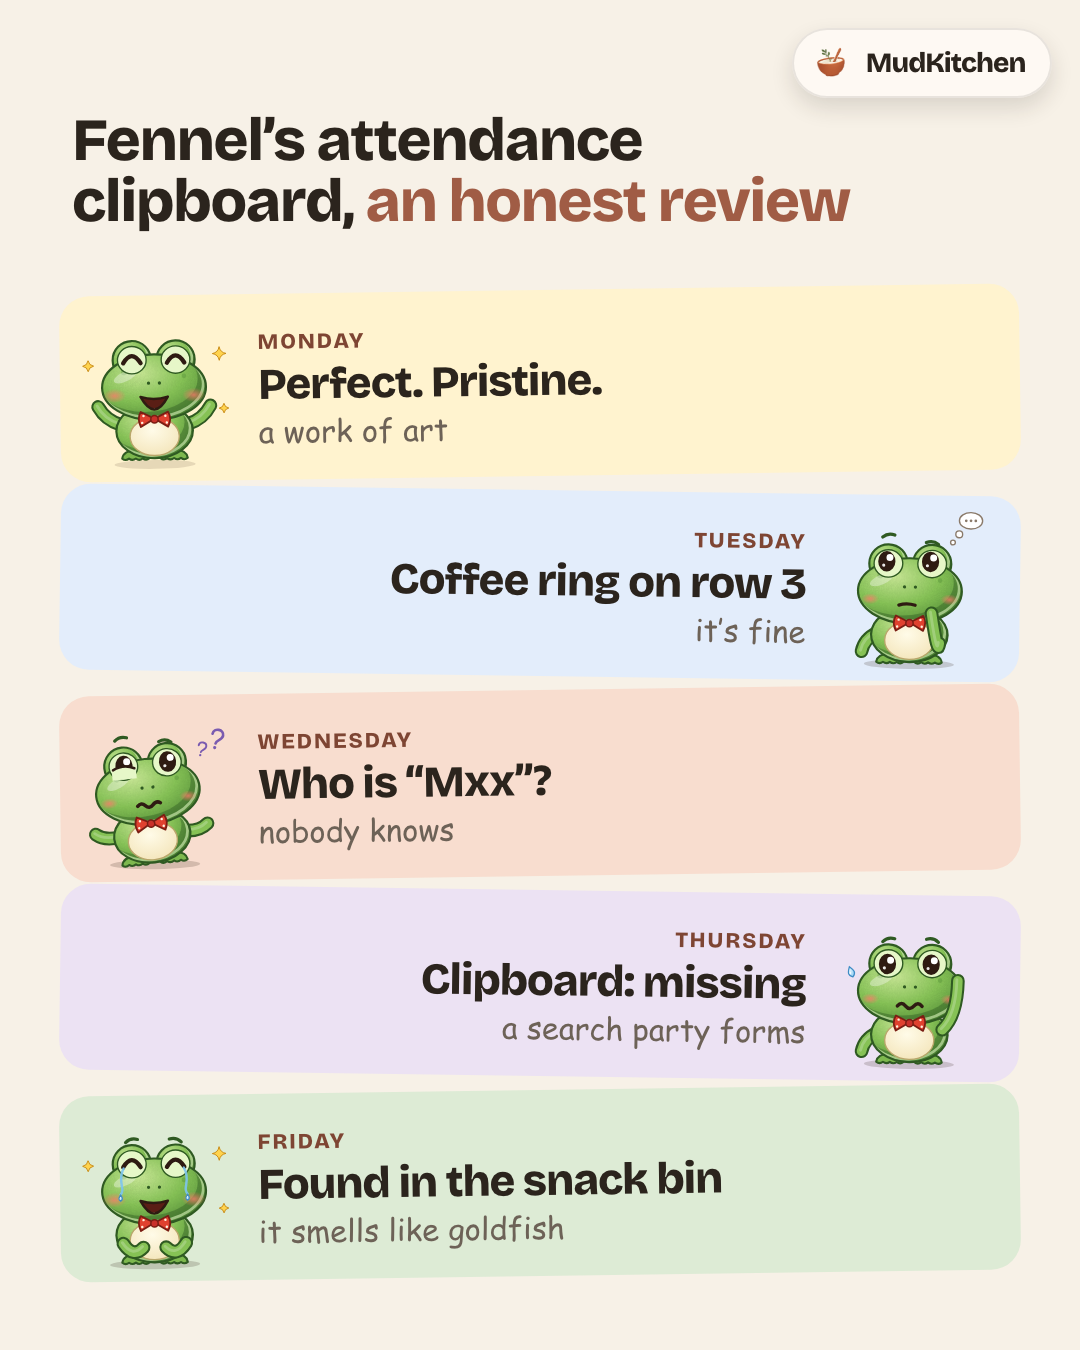 MudKitchen
Fennel’s attendance
clipboard, an honest review
MONDAY
Perfect. Pristine.
a work of art
TUESDAY
Coffee ring on row 3
it’s fine
??
WEDNESDAY
Who is “Mxx”?
nobody knows
THURSDAY
Clipboard: missing
a search party forms
FRIDAY
Found in the snack bin
it smells like goldfish